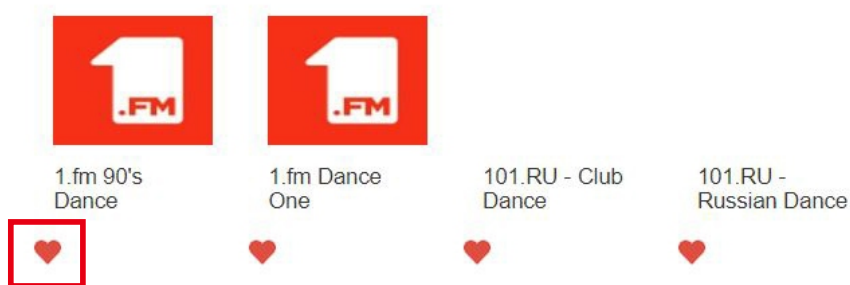 .FM
.FM
1.fm 90's
Dance
1.fm Dance
One
101.RU - Club
Dance
101.RU -
Russian Dance